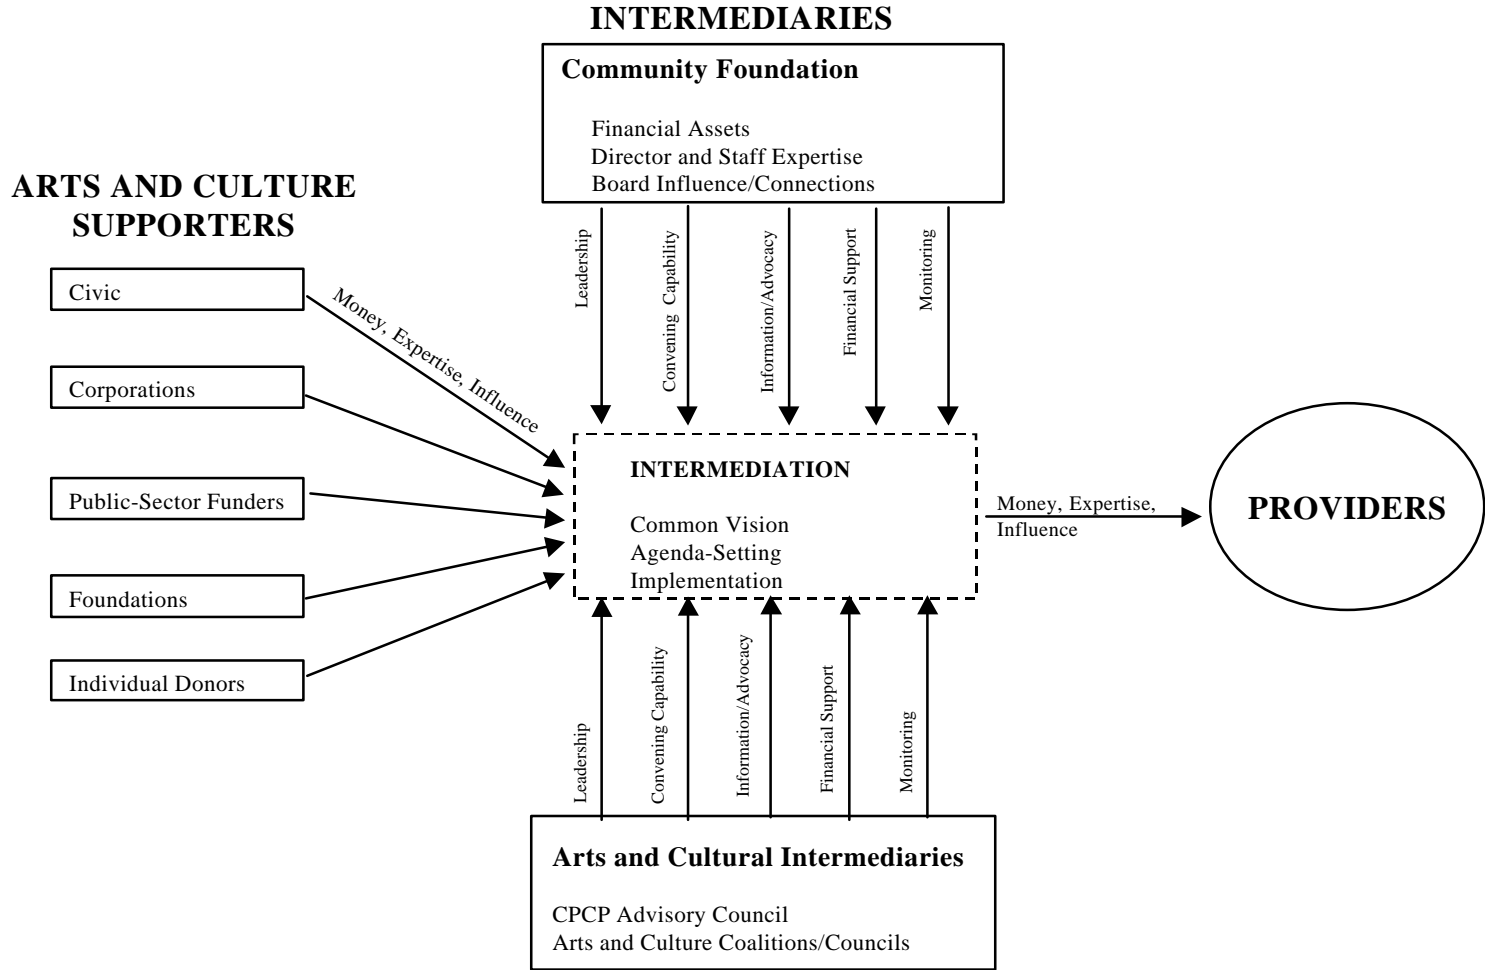 INTERMEDIARIES
Community Foundation
Financial Assets
Director and Staff Expertise
Board Influence/Connections
ARTS AND CULTURE
SUPPORTERS
Civic
Corporations
Public-Sector Funders
Foundations
Individual Donors
Money, Expertise, Influence
Leadership
Convening Capability
Information/Advocacy
Financial Support
Monitoring
INTERMEDIATION
Common Vision
Agenda-Setting
Implementation
Money, Expertise,
Influence
PROVIDERS
Leadership
Convening Capability
Information/Advocacy
Financial Support
Monitoring
Arts and Cultural Intermediaries
CPCP Advisory Council
Arts and Culture Coalitions/Councils